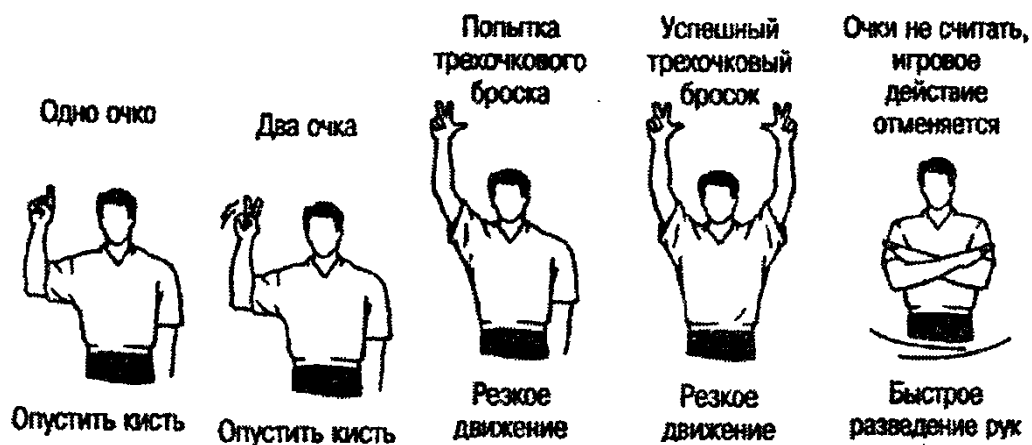 Одно очко
Два очка
Попытка
трехочкового
броска
Успешный
трехочковый
бросок
Очки не считать,
игровое
действие
отменяется
Опустить кисть
Опустить кисть
Резкое
движение
Резкое
движение
Быстрое
разведение рук